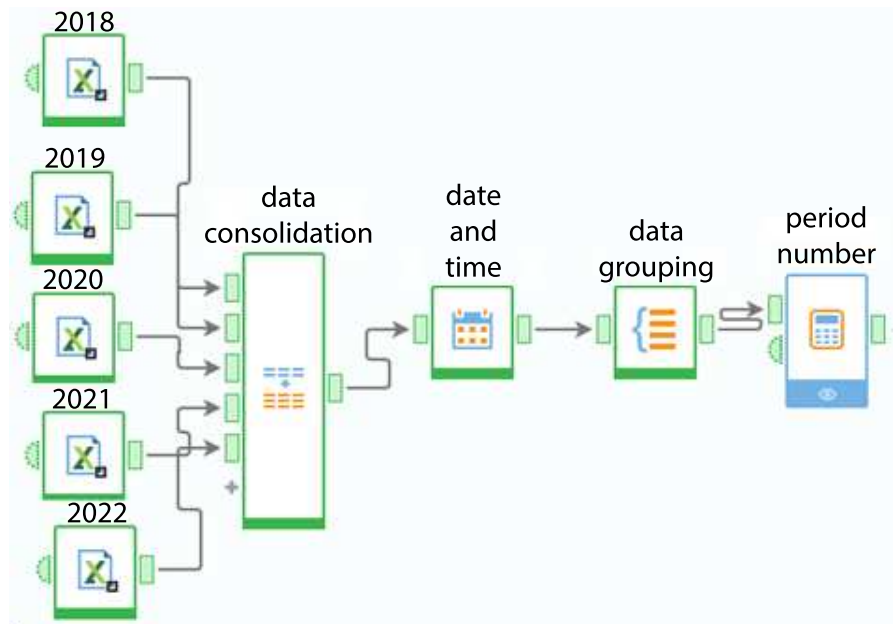 2018
2019
2020
2021
2022
data
consolidation
date
and
time
data
grouping
period
number